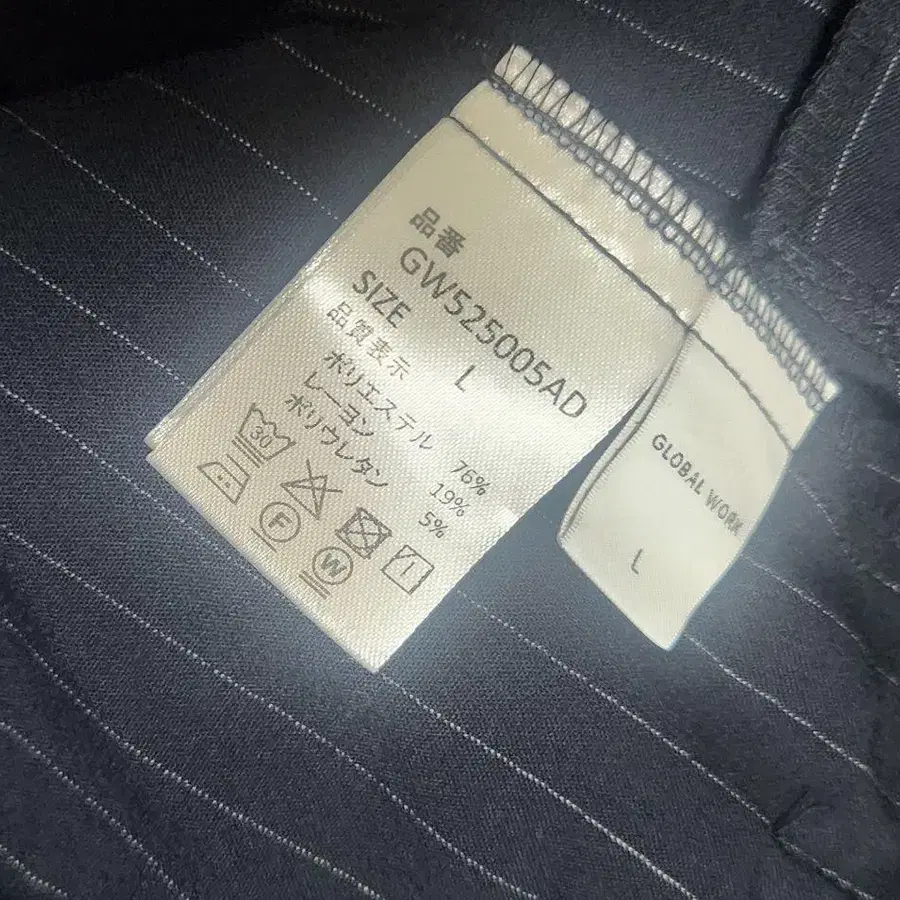 品番
GW525005AD
SIZE L
品質表示
ポリエステル 76%
レーヨン 19%
ポリウレタン 5%
30
F
W
GLOBAL WORK
L